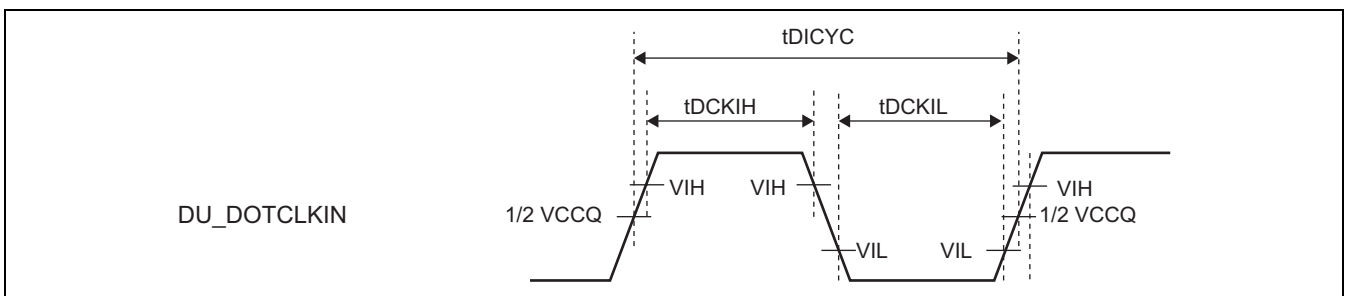 tDICYC
tDCKIH
tDCKIL
VIH
VIH
VIH
DU_DOTCLKIN
1/2 VCCQ
1/2 VCCQ
VIL
VIL